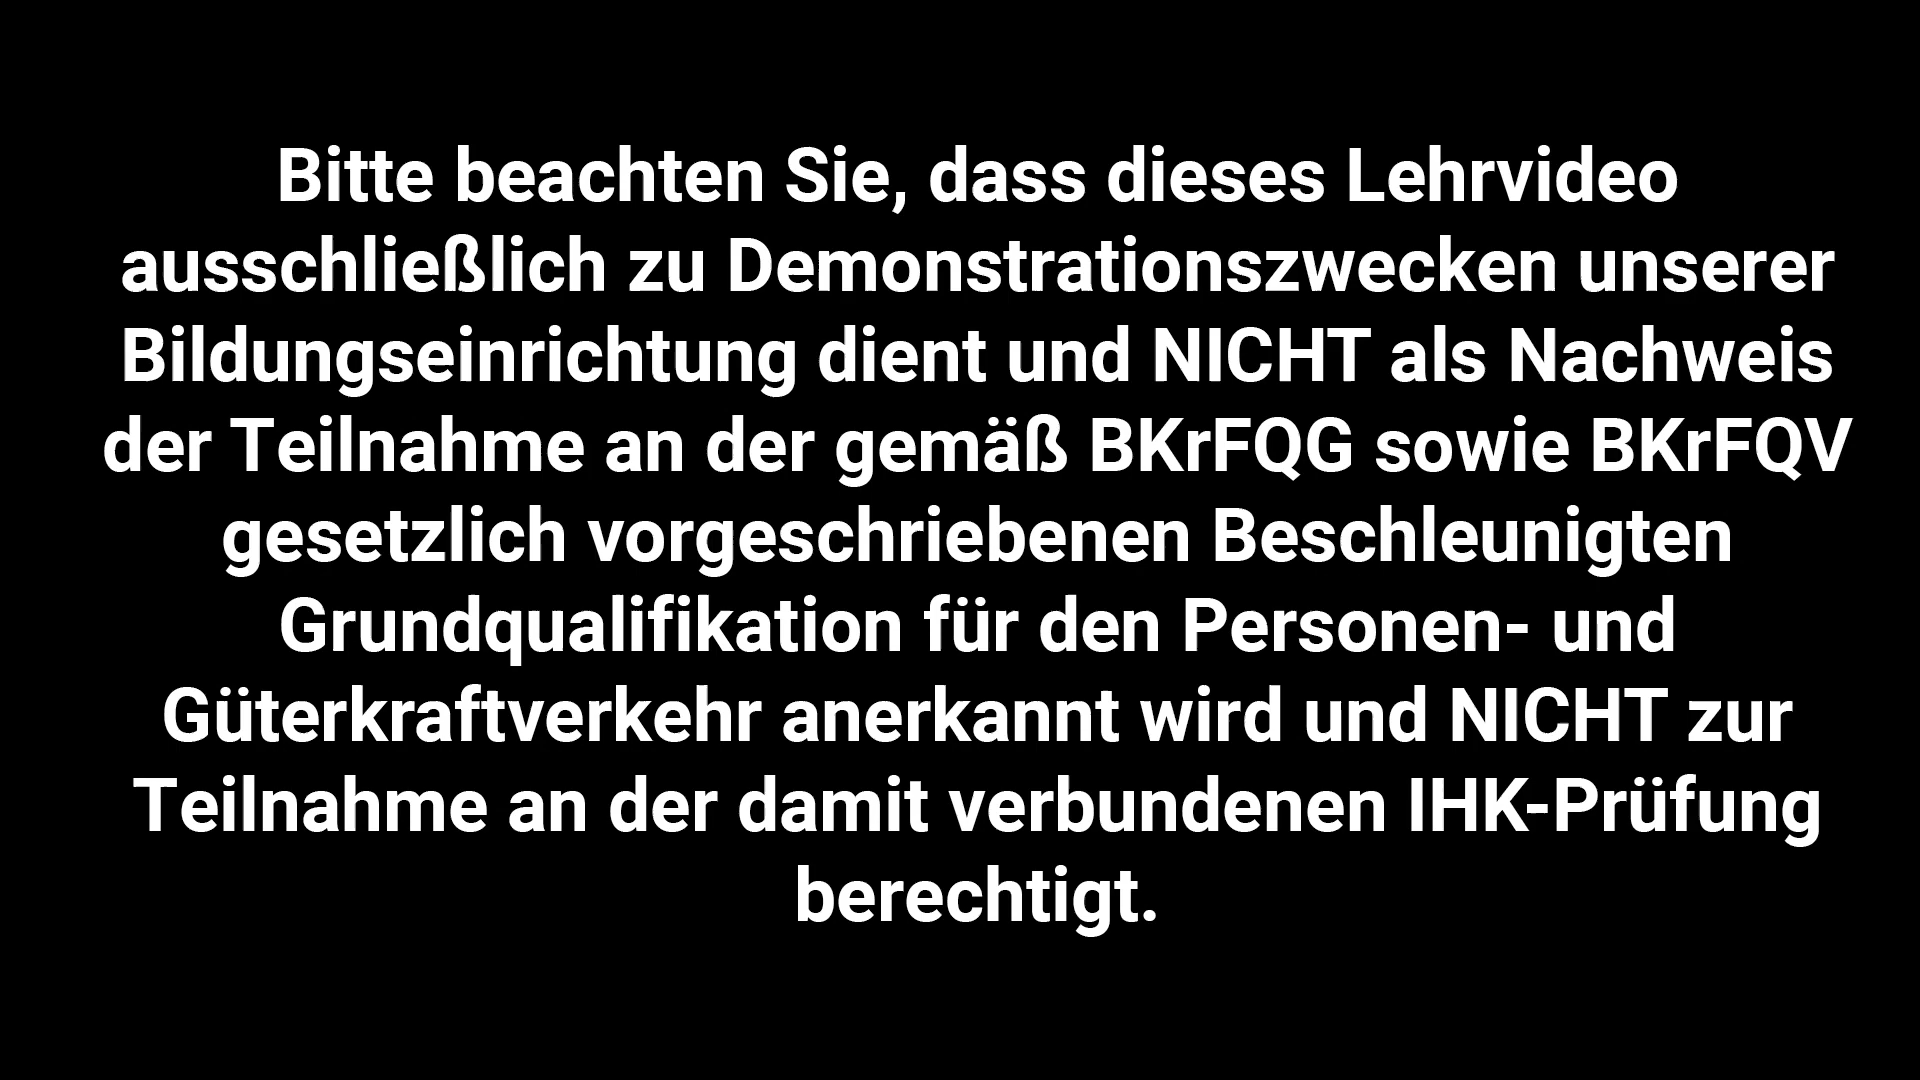 Bitte beachten Sie, dass dieses Lehrvideo
ausschließlich zu Demonstrationszwecken unserer
Bildungseinrichtung dient und NICHT als Nachweis
der Teilnahme an der gemäß BKrFQG sowie BKrFQV
gesetzlich vorgeschriebenen Beschleunigten
Grundqualifikation für den Personen- und
Güterkraftverkehr anerkannt wird und NICHT zur
Teilnahme an der damit verbundenen IHK-Prüfung
berechtigt.